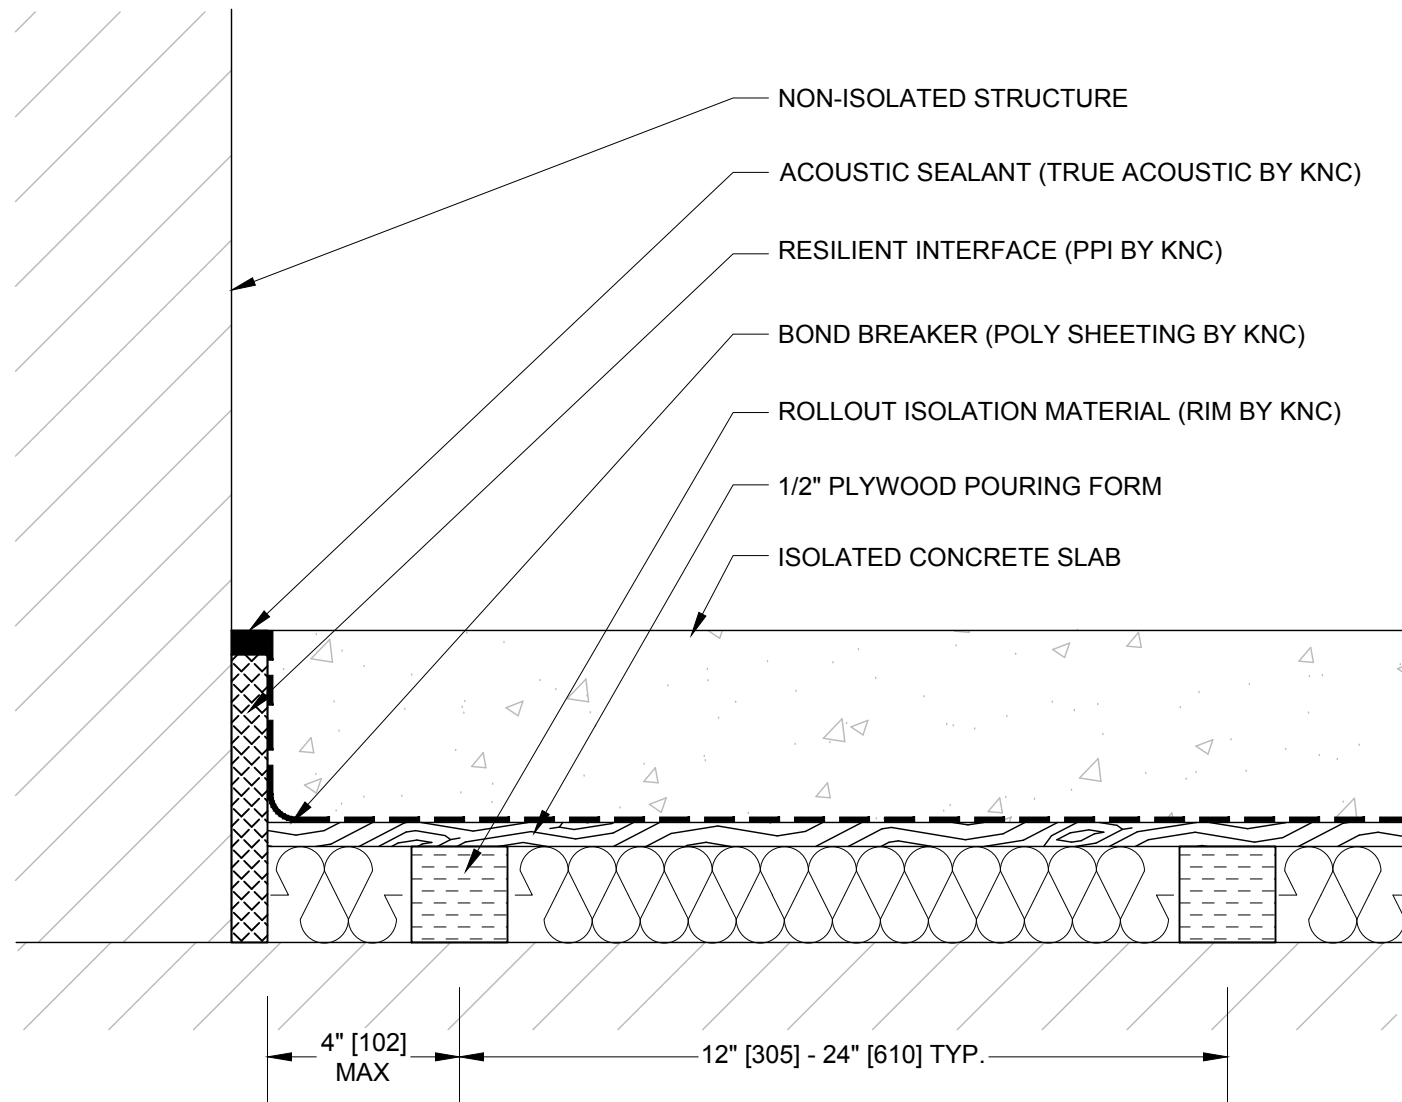 NON-ISOLATED STRUCTURE
ACOUSTIC SEALANT (TRUE ACOUSTIC BY KNC)
RESILIENT INTERFACE (PPI BY KNC)
BOND BREAKER (POLY SHEETING BY KNC)
ROLLOUT ISOLATION MATERIAL (RIM BY KNC)
1/2" PLYWOOD POURING FORM
ISOLATED CONCRETE SLAB
4" [102]
MAX
12" [305] - 24" [610] TYP.